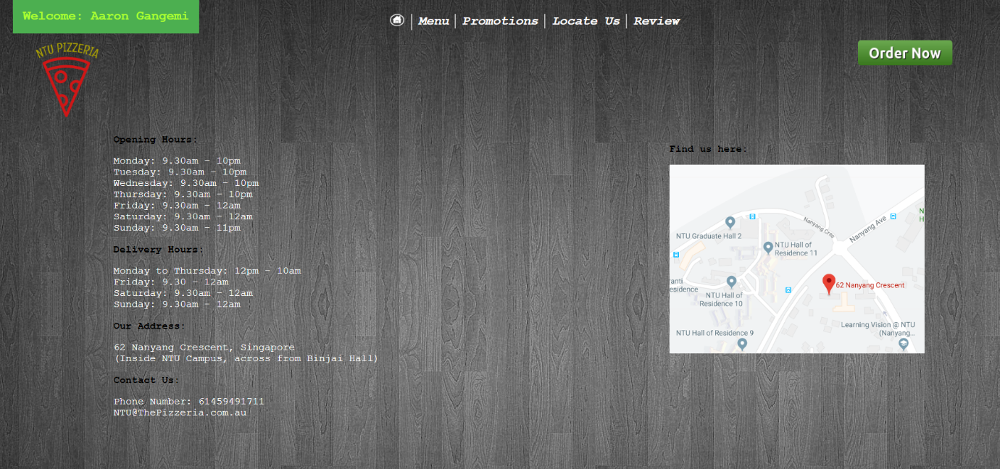 Welcome: Aaron Gangemi
Menu
Promotions
Locate Us
Review
NTU PIZZERIA
Order Now
Opening Hours:
Monday: 9.30am - 10pm
Tuesday: 9.30am - 10pm
Wednesday: 9.30am - 10pm
Thursday: 9.30am - 10pm
Friday: 9.30am - 12am
Saturday: 9.30am - 12am
Sunday: 9.30am - 11pm
Delivery Hours:
Monday to Thursday: 12pm - 10am
Friday: 9.30 - 12am
Saturday: 9.30am - 12am
Sunday: 9.30am - 12am
Our Address:
62 Nanyang Crescent, Singapore
(Inside NTU Campus, across from Binjai Hall)
Contact Us:
Phone Number: 61459491711
NTU@ThePizzeria.com.au
Find us here:
Nanyang Cres
Nanyang Ave
N
H
NTU Graduate Hall 2
NTU Hall of
Residence 11
ranti
esidence
NTU Hall of
Residence 10
62 Nanyang Crescent
Learning Vision @ NTU
(Nanyang...
NTU Hall of Residence 9